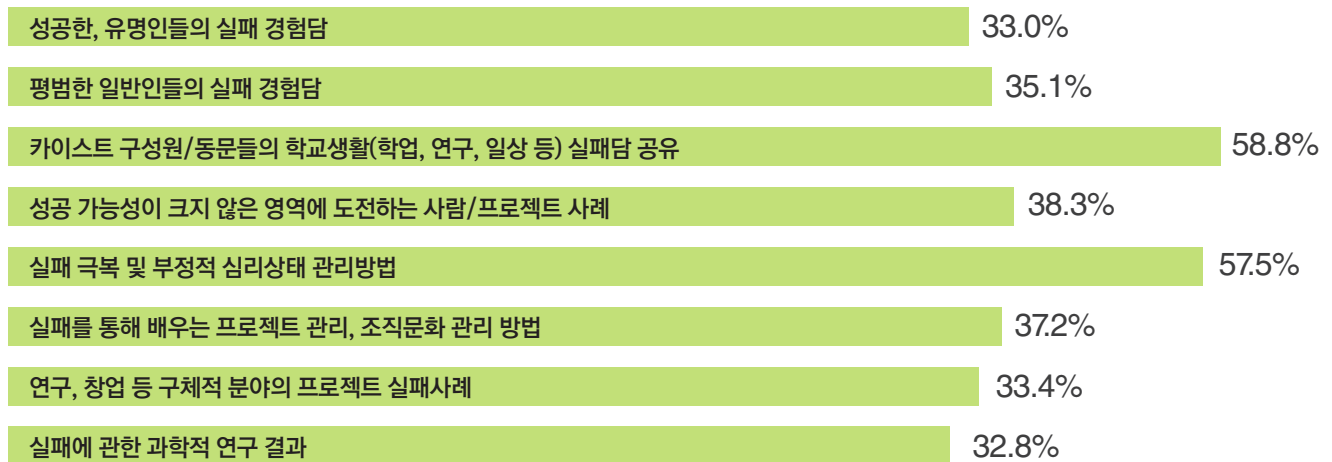 성공한, 유명인들의 실패 경험담 33.0%
평범한 일반인들의 실패 경험담 35.1%
카이스트 구성원/동문들의 학교생활(학업, 연구, 일상 등) 실패담 공유 58.8%
성공 가능성이 크지 않은 영역에 도전하는 사람/프로젝트 사례 38.3%
실패 극복 및 부정적 심리상태 관리방법 57.5%
실패를 통해 배우는 프로젝트 관리, 조직문화 관리 방법 37.2%
연구, 창업 등 구체적 분야의 프로젝트 실패사례 33.4%
실패에 관한 과학적 연구 결과 32.8%